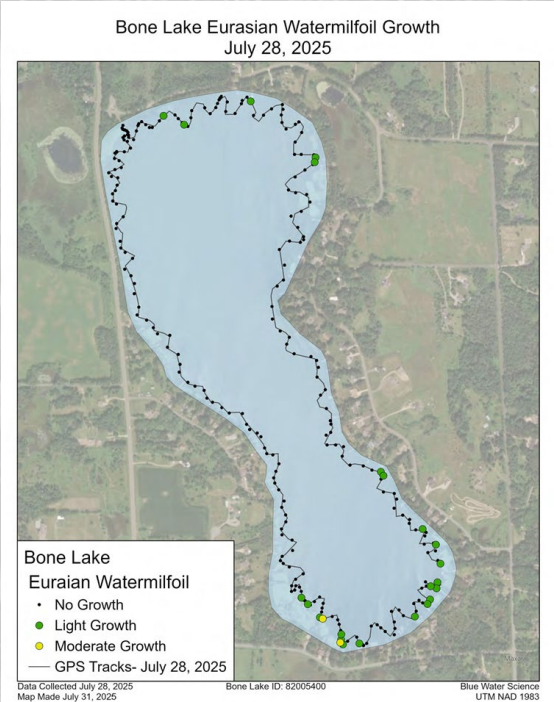 Bone Lake Eurasian Watermilfoil Growth
July 28, 2025
Bone Lake
Euraian Watermilfoil
No Growth
Light Growth
Moderate Growth
GPS Tracks- July 28, 2025
Data Collected July 28, 2025
Map Made July 31, 2025
Bone Lake ID: 82005400
Blue Water Science
UTM NAD 1983